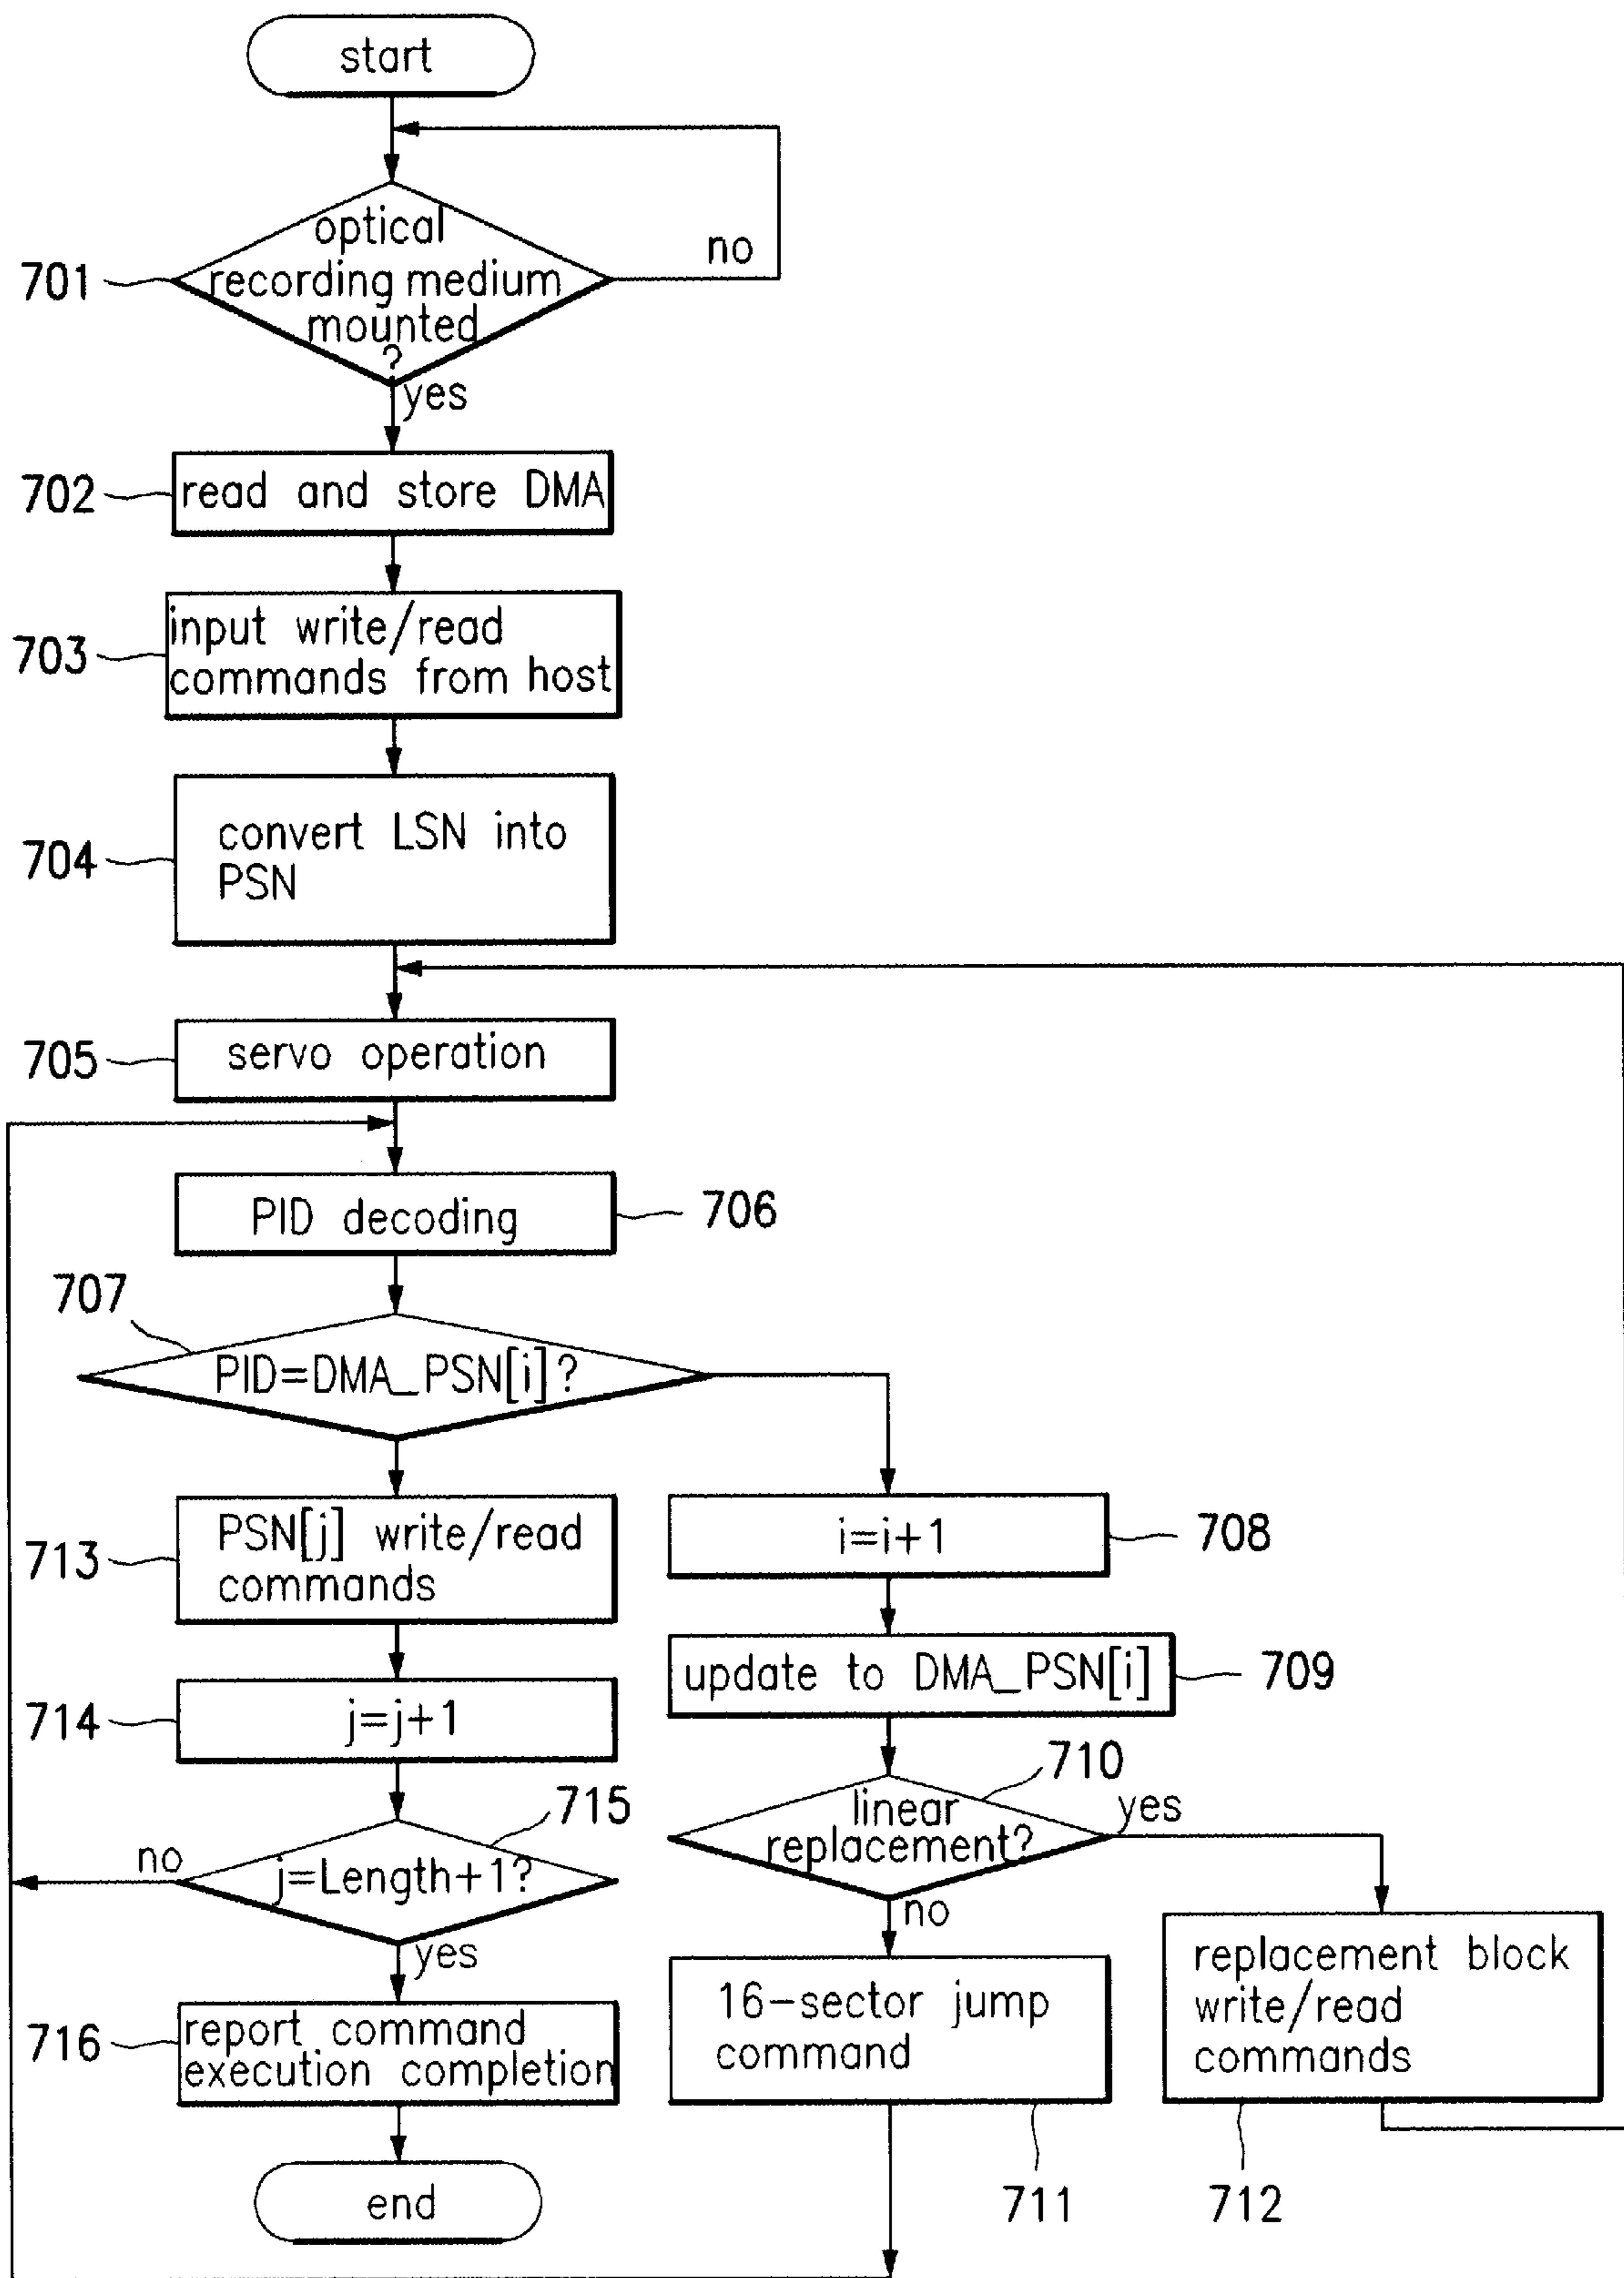 start
optical
recording medium
mounted
?
no
701
yes
702
read and store DMA
703
input write/read
commands from host
704
convert LSN into
PSN
705
servo operation
PID decoding
706
707
PID=DMA_PSN[i]?
713
PSN[j] write/read
commands
i=i+1
708
714
j=j+1
update to DMA_PSN[i]
709
710
linear
replacement?
yes
no
715
j=Length+1?
no
yes
716
report command
execution completion
16-sector jump
command
711
replacement block
write/read
commands
712
end